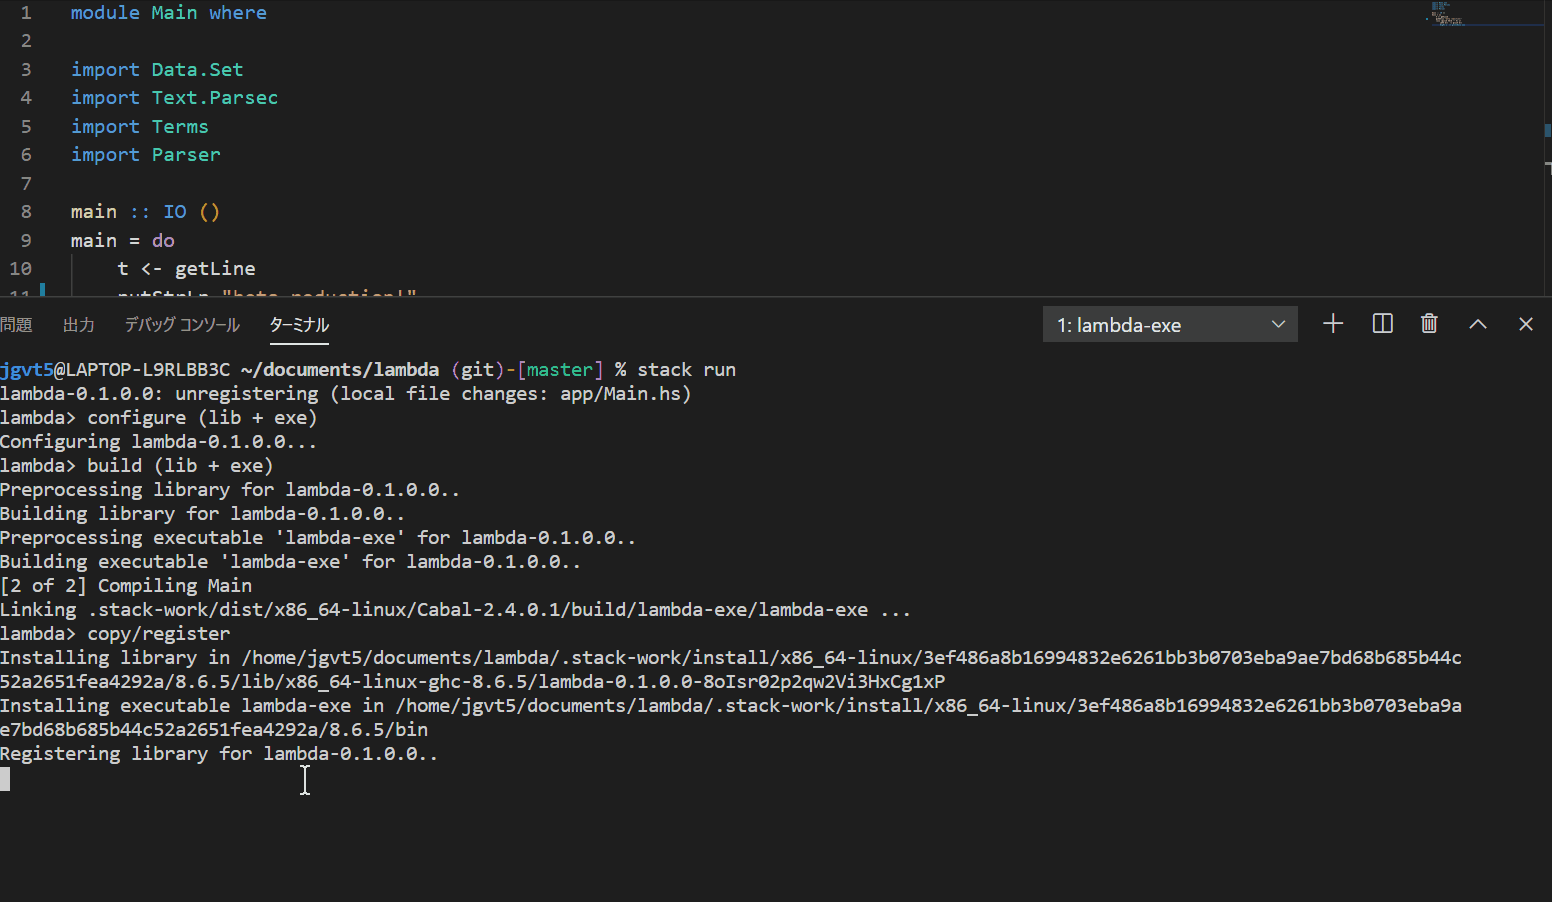 1 module Main where
2
3 import Data.Set
4 import Text.Parsec
5 import Terms
6 import Parser
7
8 main :: IO ()
9 main = do
10 t <- getLine
11 putStrLn "beta reduction!"
問題 出力 デバッグ コンソール ターミナル 1: lambda-exe
jgvt5@LAPTOP-L9RLBB3C ~/documents/lambda (git)-[master] % stack run
lambda-0.1.0.0: unregistering (local file changes: app/Main.hs)
lambda> configure (lib + exe)
Configuring lambda-0.1.0.0...
lambda> build (lib + exe)
Preprocessing library for lambda-0.1.0.0..
Building library for lambda-0.1.0.0..
Preprocessing executable 'lambda-exe' for lambda-0.1.0.0..
Building executable 'lambda-exe' for lambda-0.1.0.0..
[2 of 2] Compiling Main
Linking .stack-work/dist/x86_64-linux/Cabal-2.4.0.1/build/lambda-exe/lambda-exe ...
lambda> copy/register
Installing library in /home/jgvt5/documents/lambda/.stack-work/install/x86_64-linux/3ef486a8b16994832e6261bb3b0703eba9ae7bd68b685b44c
52a2651fea4292a/8.6.5/lib/x86_64-linux-ghc-8.6.5/lambda-0.1.0.0-8oIsr02p2qw2Vi3HxCg1xP
Installing executable lambda-exe in /home/jgvt5/documents/lambda/.stack-work/install/x86_64-linux/3ef486a8b16994832e6261bb3b0703eba9a
e7bd68b685b44c52a2651fea4292a/8.6.5/bin
Registering library for lambda-0.1.0.0..